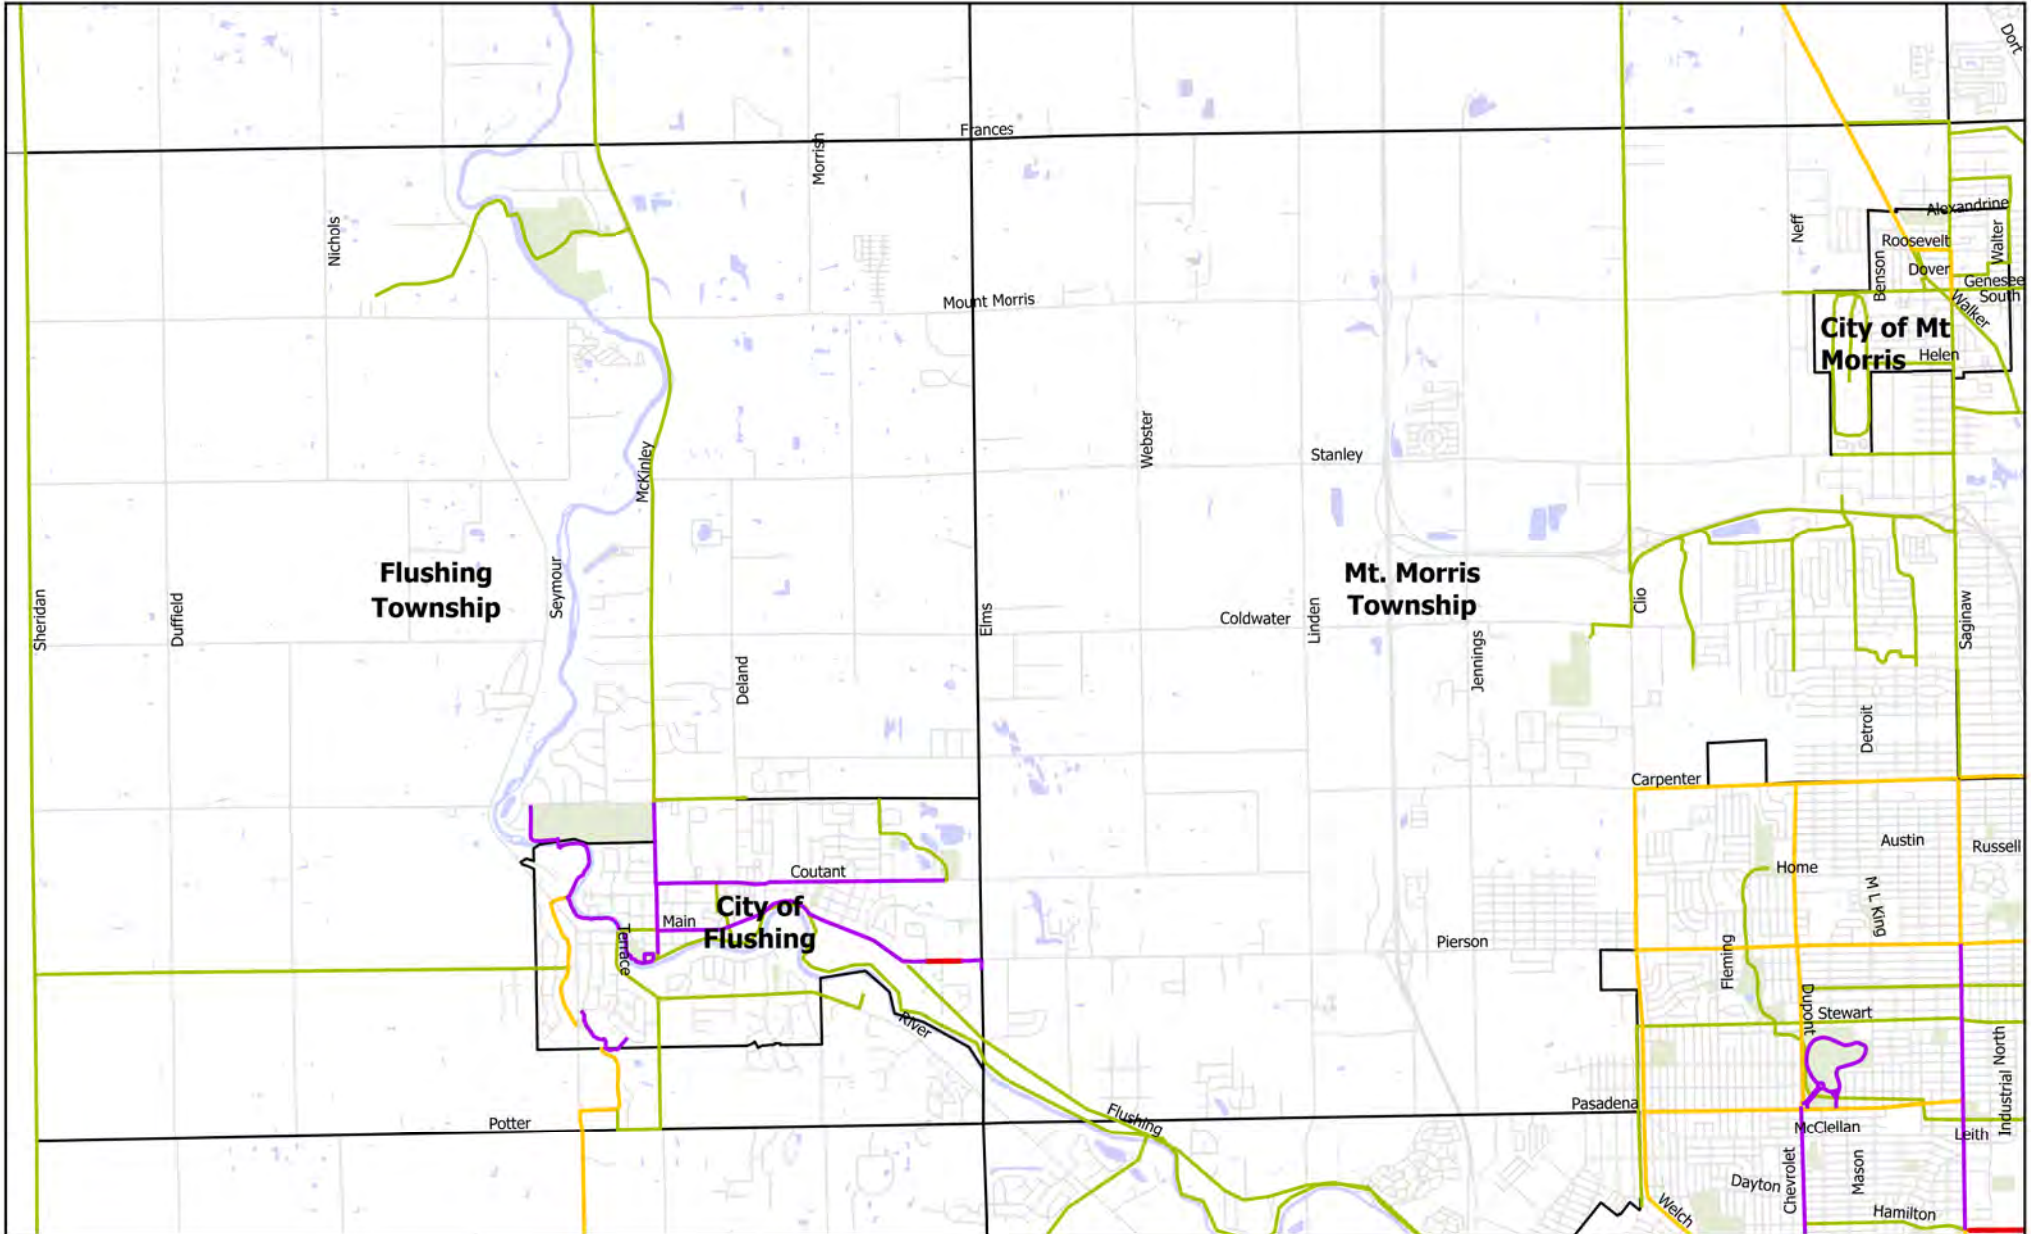 Dort
Frances
Morrish
Alexandrine
Nichols
Neff
Walter
Roosevelt
Benson
Dover
Genesee
Mount Morris
South
Walker
City of Mt
Morris
Helen
Webster
Stanley
McKinley
Flushing
Township
Mt. Morris
Township
Seymour
Sheridan
Duffield
Elms
Coldwater
Linden
Clio
Saginaw
Jennings
Deland
Detroit
Carpenter
Austin
Russell
Coutant
Home
M L King
City of
Flushing
Main
Terrace
Pierson
Fleming
Dupont
Stewart
River
Industrial North
Flushing
Pasadena
Potter
McClellan
Leith
Chevrolet
Mason
Dayton
Welch
Hamilton